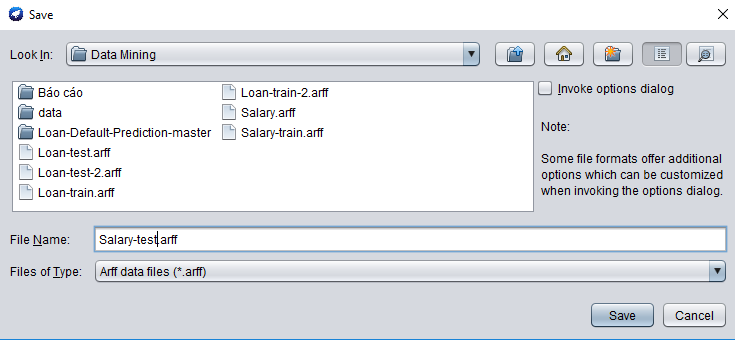 Save
Look In: Data Mining
Báo cáo
data
Loan-Default-Prediction-master
Loan-test.arff
Loan-test-2.arff
Loan-train.arff
Loan-train-2.arff
Salary.arff
Salary-train.arff
Invoke options dialog
Note:
Some file formats offer additional
options which can be customized
when invoking the options dialog.
File Name: Salary-test.arff
Files of Type: Arff data files (*.arff)
Save Cancel